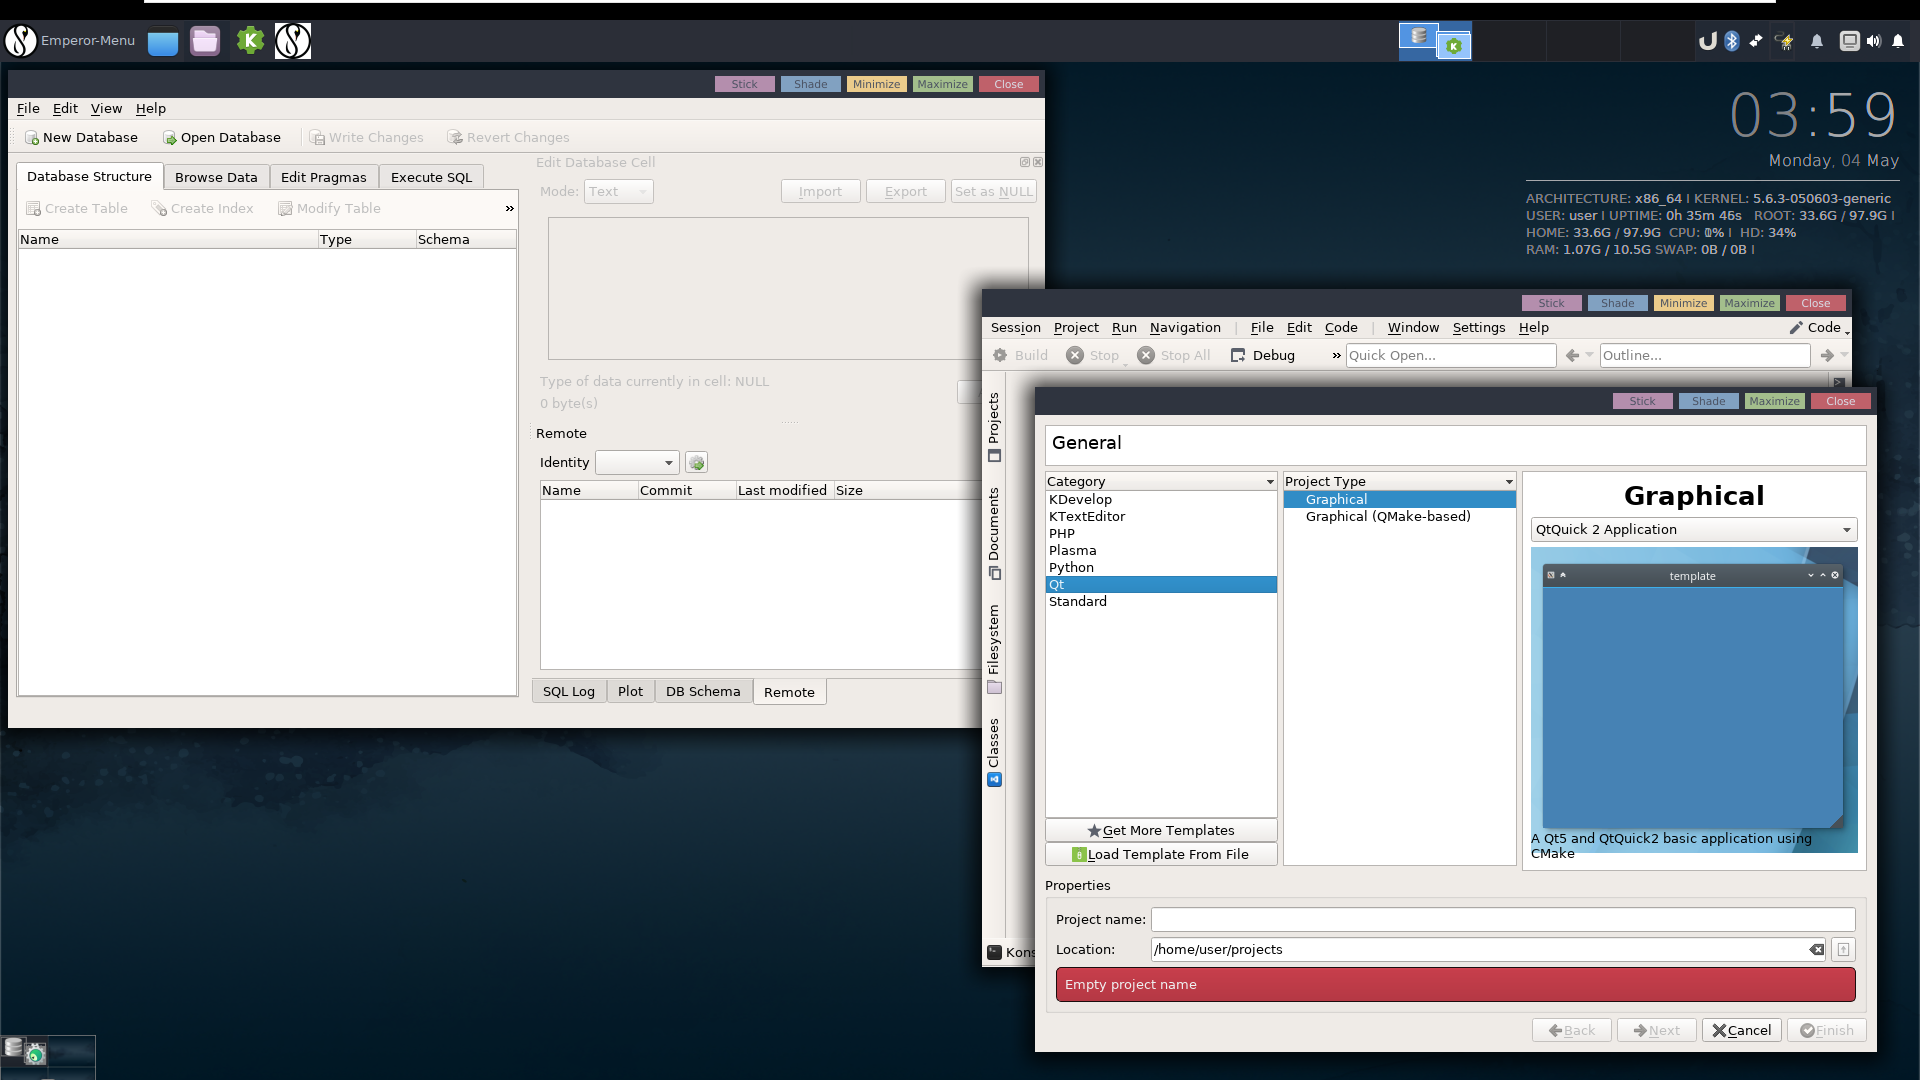 Emperor-Menu
Stick Shade Minimize Maximize Close
File Edit View Help
New Database Open Database Write Changes Revert Changes
Database Structure Browse Data Edit Pragmas Execute SQL
Create Table Create Index Modify Table »
Name Type Schema
Edit Database Cell
Mode: Text Import Export Set as NULL
Type of data currently in cell: NULL
0 byte(s)
Remote
Identity
Name Commit Last modified Size
SQL Log Plot DB Schema Remote
03:59
Monday, 04 May
ARCHITECTURE: x86_64 I KERNEL: 5.6.3-050603-generic
USER: user I UPTIME: 0h 35m 46s ROOT: 33.6G / 97.9G I
HOME: 33.6G / 97.9G CPU: 0% I HD: 34%
RAM: 1.07G / 10.5G SWAP: 0B / 0B I
Stick Shade Minimize Maximize Close
Session Project Run Navigation | File Edit Code | Window Settings Help Code
Build Stop Stop All Debug » Quick Open... Outline...
Projects
Documents
Filesystem
Classes
Kons
Stick Shade Maximize Close
General
Category
KDevelop
KTextEditor
PHP
Plasma
Python
Qt
Standard
Get More Templates
Load Template From File
Project Type
Graphical
Graphical (QMake-based)
Graphical
QtQuick 2 Application
template
A Qt5 and QtQuick2 basic application using
CMake
Properties
Project name:
Location: /home/user/projects
Empty project name
Back Next Cancel Finish